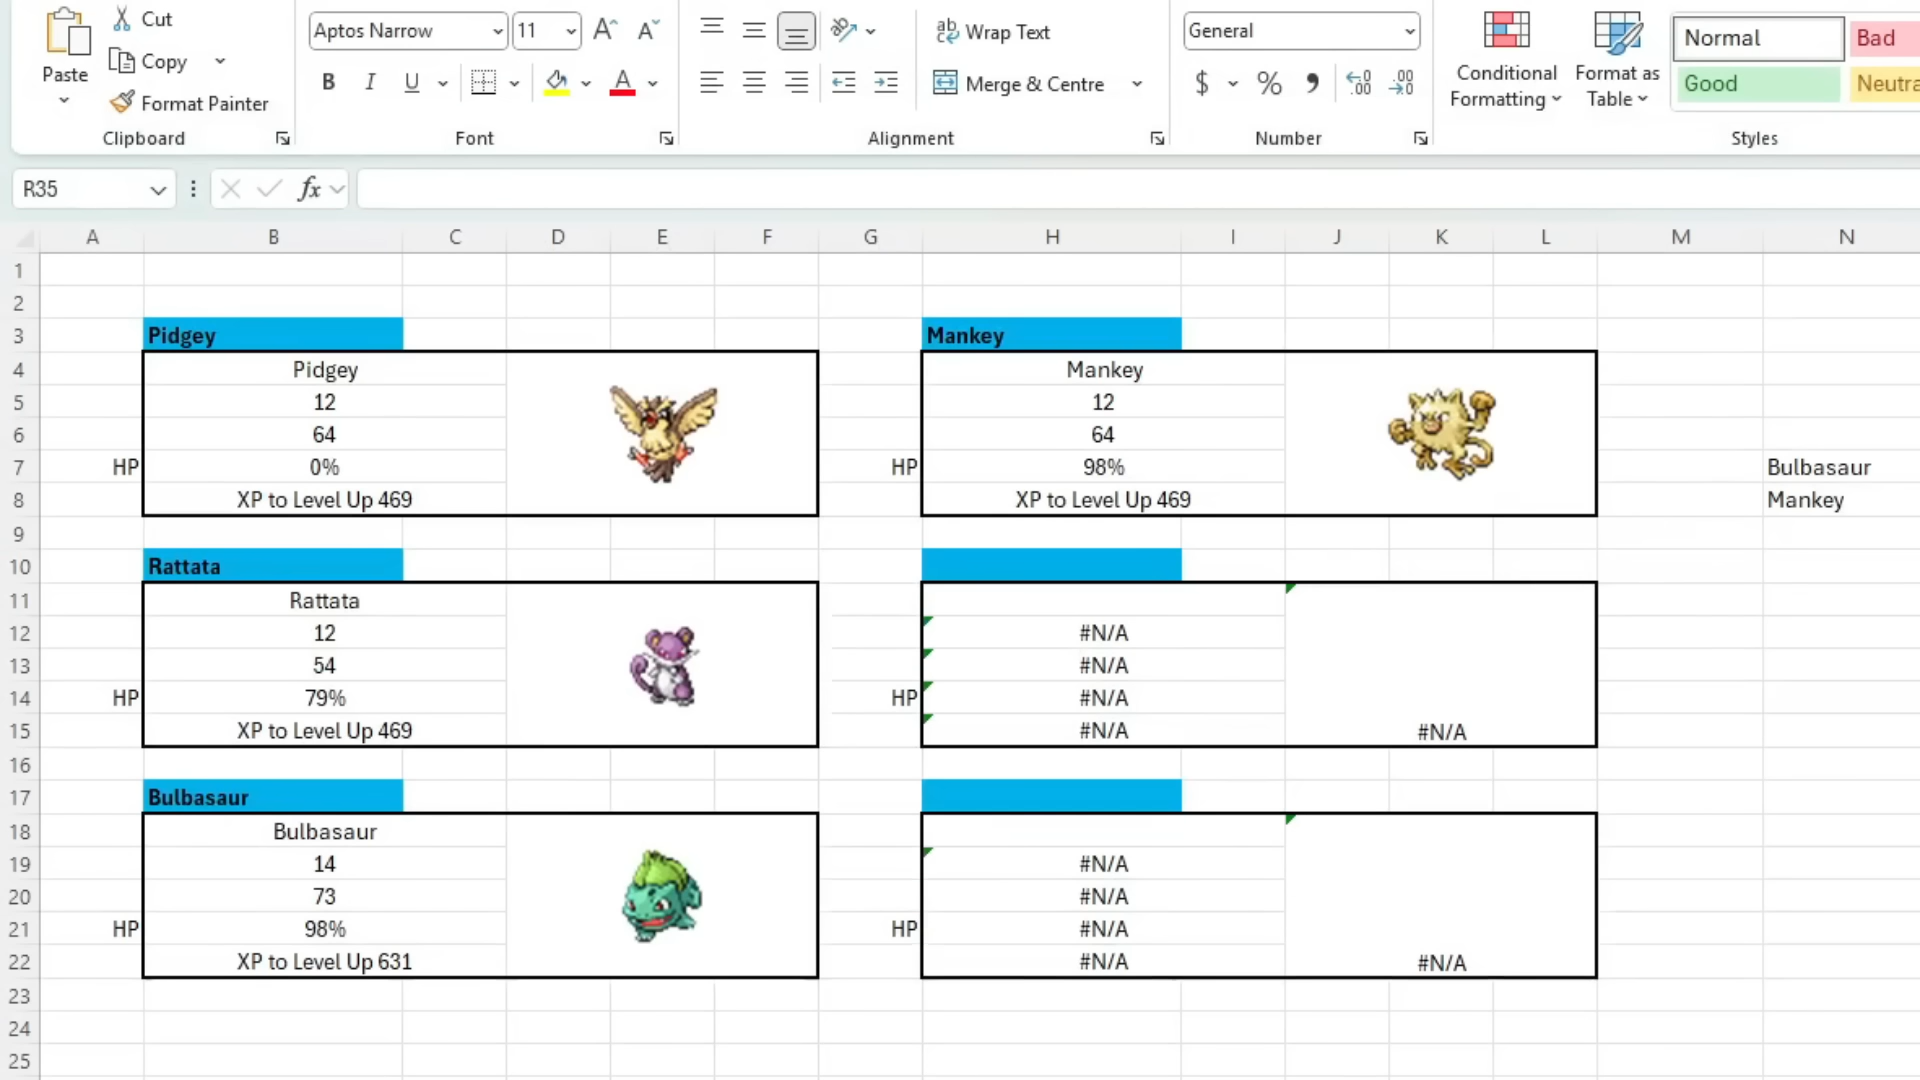 Cut
Copy
Format Painter
Paste
Clipboard
Aptos Narrow
11
A A
B I U A
Font
ab Wrap Text
Merge & Centre
Alignment
General
$ % 9 .00 .00
Number
Conditional Formatting
Format as Table
Normal
Bad
Good
Neutra
Styles
R35
fx
A B C D E F G H I J K L M N
1
2
3 Pidgey Mankey
4 Pidgey Mankey
5 12 12
6 64 64
7 HP 0% HP 98% Bulbasaur
8 XP to Level Up 469 XP to Level Up 469 Mankey
9
10 Rattata
11 Rattata
12 12 #N/A
13 54 #N/A
14 HP 79% HP #N/A
15 XP to Level Up 469 #N/A #N/A
16
17 Bulbasaur
18 Bulbasaur
19 14 #N/A
20 73 #N/A
21 HP 98% HP #N/A
22 XP to Level Up 631 #N/A #N/A
23
24
25